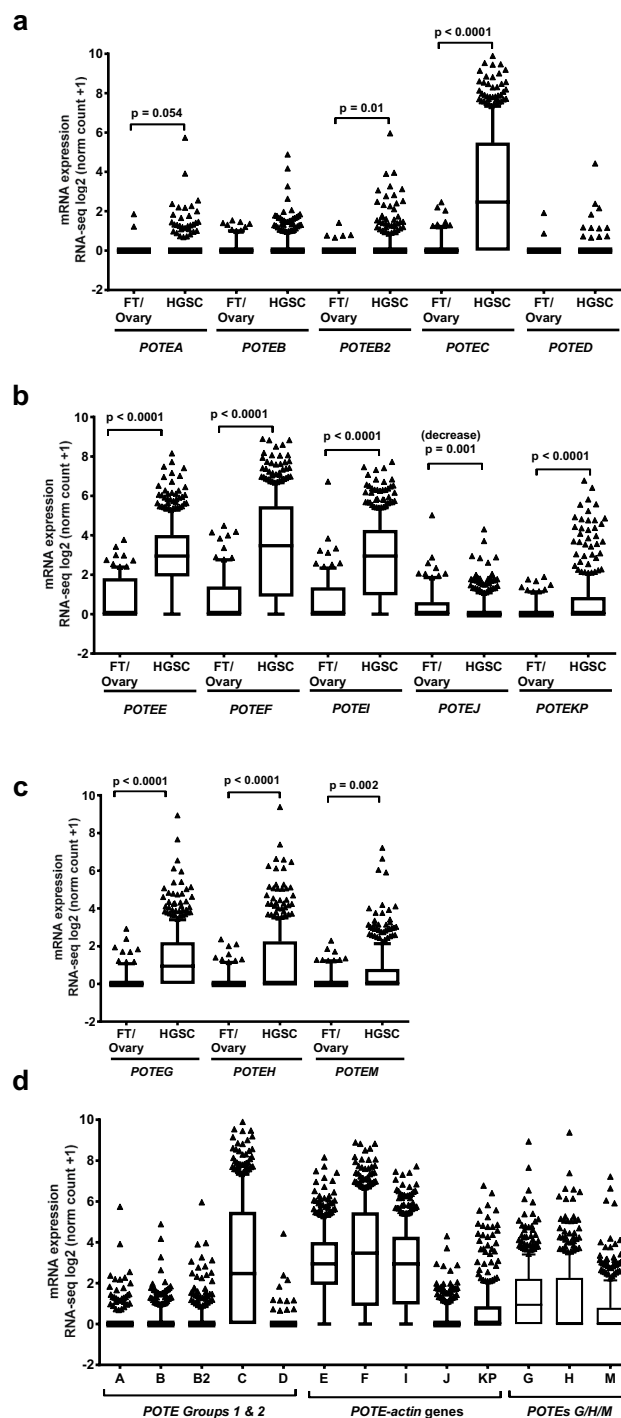 a
mRNA expression
RNA-seq log2 (norm count +1)
10
8
6
4
2
0
-2
p = 0.054
p = 0.01
p < 0.0001
FT/
Ovary
HGSC
FT/
Ovary
HGSC
FT/
Ovary
HGSC
FT/
Ovary
HGSC
FT/
Ovary
HGSC
POTEA
POTEB
POTEB2
POTEC
POTED
b
mRNA expression
RNA-seq log2 (norm count +1)
10
8
6
4
2
0
-2
p < 0.0001
p < 0.0001
p < 0.0001
(decrease)
p = 0.001
p < 0.0001
FT/
Ovary
HGSC
FT/
Ovary
HGSC
FT/
Ovary
HGSC
FT/
Ovary
HGSC
FT/
Ovary
HGSC
POTEE
POTEF
POTEI
POTEJ
POTEKP
c
mRNA expression
RNA-seq log2 (norm count +1)
10
8
6
4
2
0
-2
p < 0.0001
p < 0.0001
p = 0.002
FT/
Ovary
HGSC
FT/
Ovary
HGSC
FT/
Ovary
HGSC
POTEG
POTEH
POTEM
d
mRNA expression
RNA-seq log2 (norm count +1)
10
8
6
4
2
0
-2
A B B2 C D E F I J KP G H M
POTE Groups 1 & 2
POTE-actin genes
POTEs G/H/M